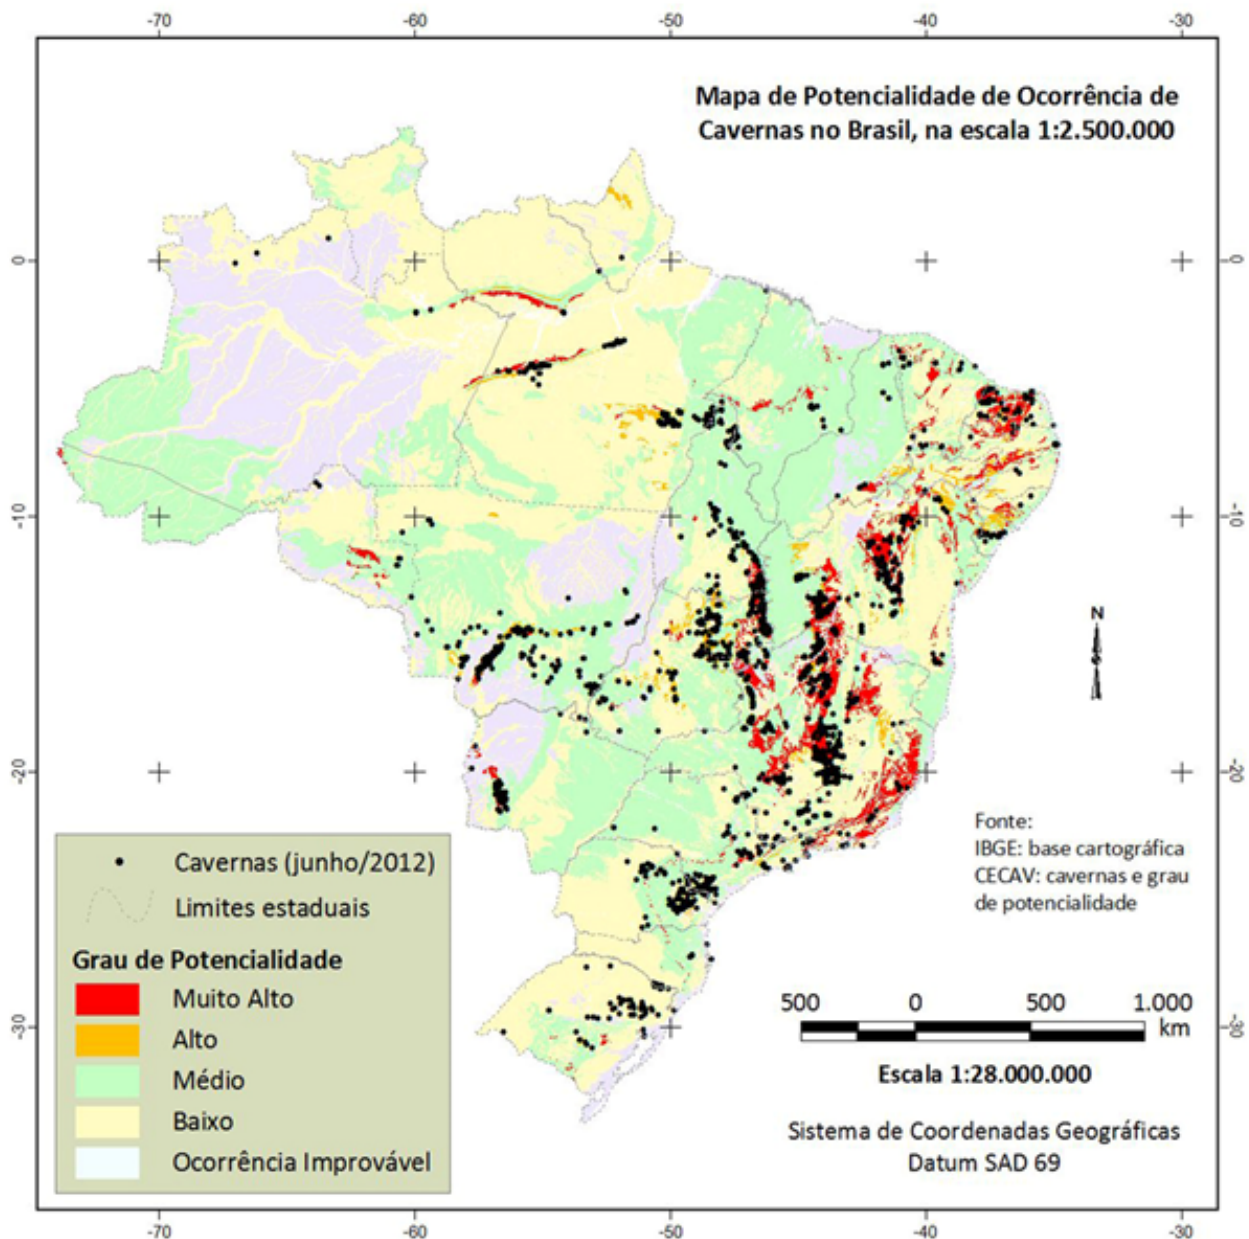 -70 -60 -50 -40 -30
Mapa de Potencialidade de Ocorrência de
Cavernas no Brasil, na escala 1:2.500.000
0 0
-10 -10
N
-20 -20
Fonte:
IBGE: base cartográfica
CECAV: cavernas e grau
de potencialidade
Cavernas (junho/2012)
Limites estaduais
Grau de Potencialidade
Muito Alto
Alto
Médio
Baixo
Ocorrência Improvável
500 0 500 1.000
km
-30 -30
Escala 1:28.000.000
Sistema de Coordenadas Geográficas
Datum SAD 69
-70 -60 -50 -40 -30